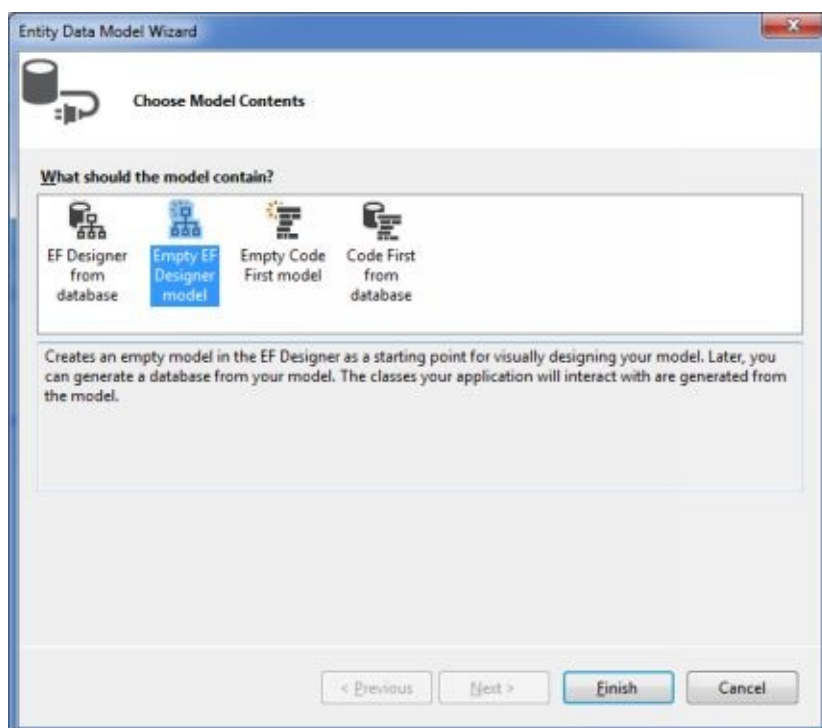 Entity Data Model Wizard
Choose Model Contents
What should the model contain?
EF Designer
from
database
Empty EF
Designer
model
Empty Code
First model
Code First
from
database
Creates an empty model in the EF Designer as a starting point for visually designing your model. Later, you
can generate a database from your model. The classes your application will interact with are generated from
the model.
< Previous
Next >
Finish
Cancel